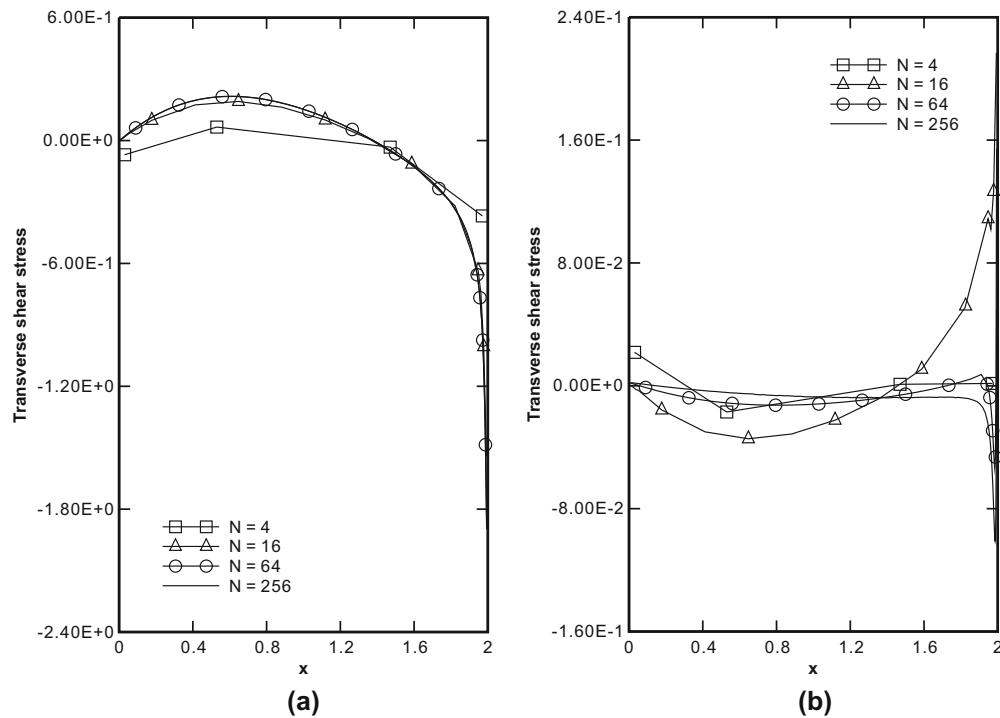 6.00E-1
0.00E+0
-6.00E-1
-1.20E+0
-1.80E+0
-2.40E+0
Transverse shear stress
N = 4
N = 16
N = 64
N = 256
0 0.4 0.8 1.2 1.6 2
x
(a)
2.40E-1
1.60E-1
8.00E-2
0.00E+0
-8.00E-2
-1.60E-1
Transverse shear stress
N = 4
N = 16
N = 64
N = 256
0 0.4 0.8 1.2 1.6 2
x
(b)